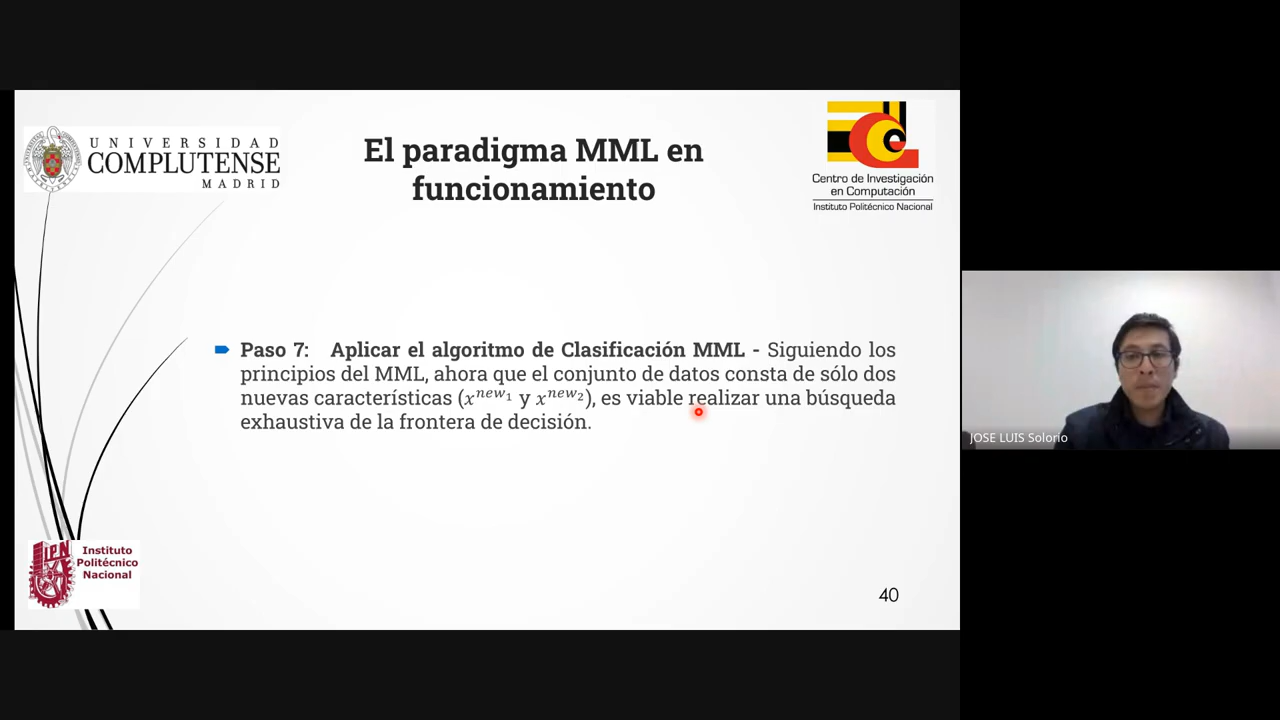 UNIVERSIDAD
COMPLUTENSE
MADRID
El paradigma MML en
funcionamiento
Centro de Investigación
en Computación
Instituto Politécnico Nacional
Paso 7: Aplicar el algoritmo de Clasificación MML - Siguiendo los
principios del MML, ahora que el conjunto de datos consta de sólo dos
nuevas características (x^{new_1} y x^{new_2}), es viable realizar una búsqueda
exhaustiva de la frontera de decisión.
JOSE LUIS Solorio
IPN
Instituto
Politécnico
Nacional
40